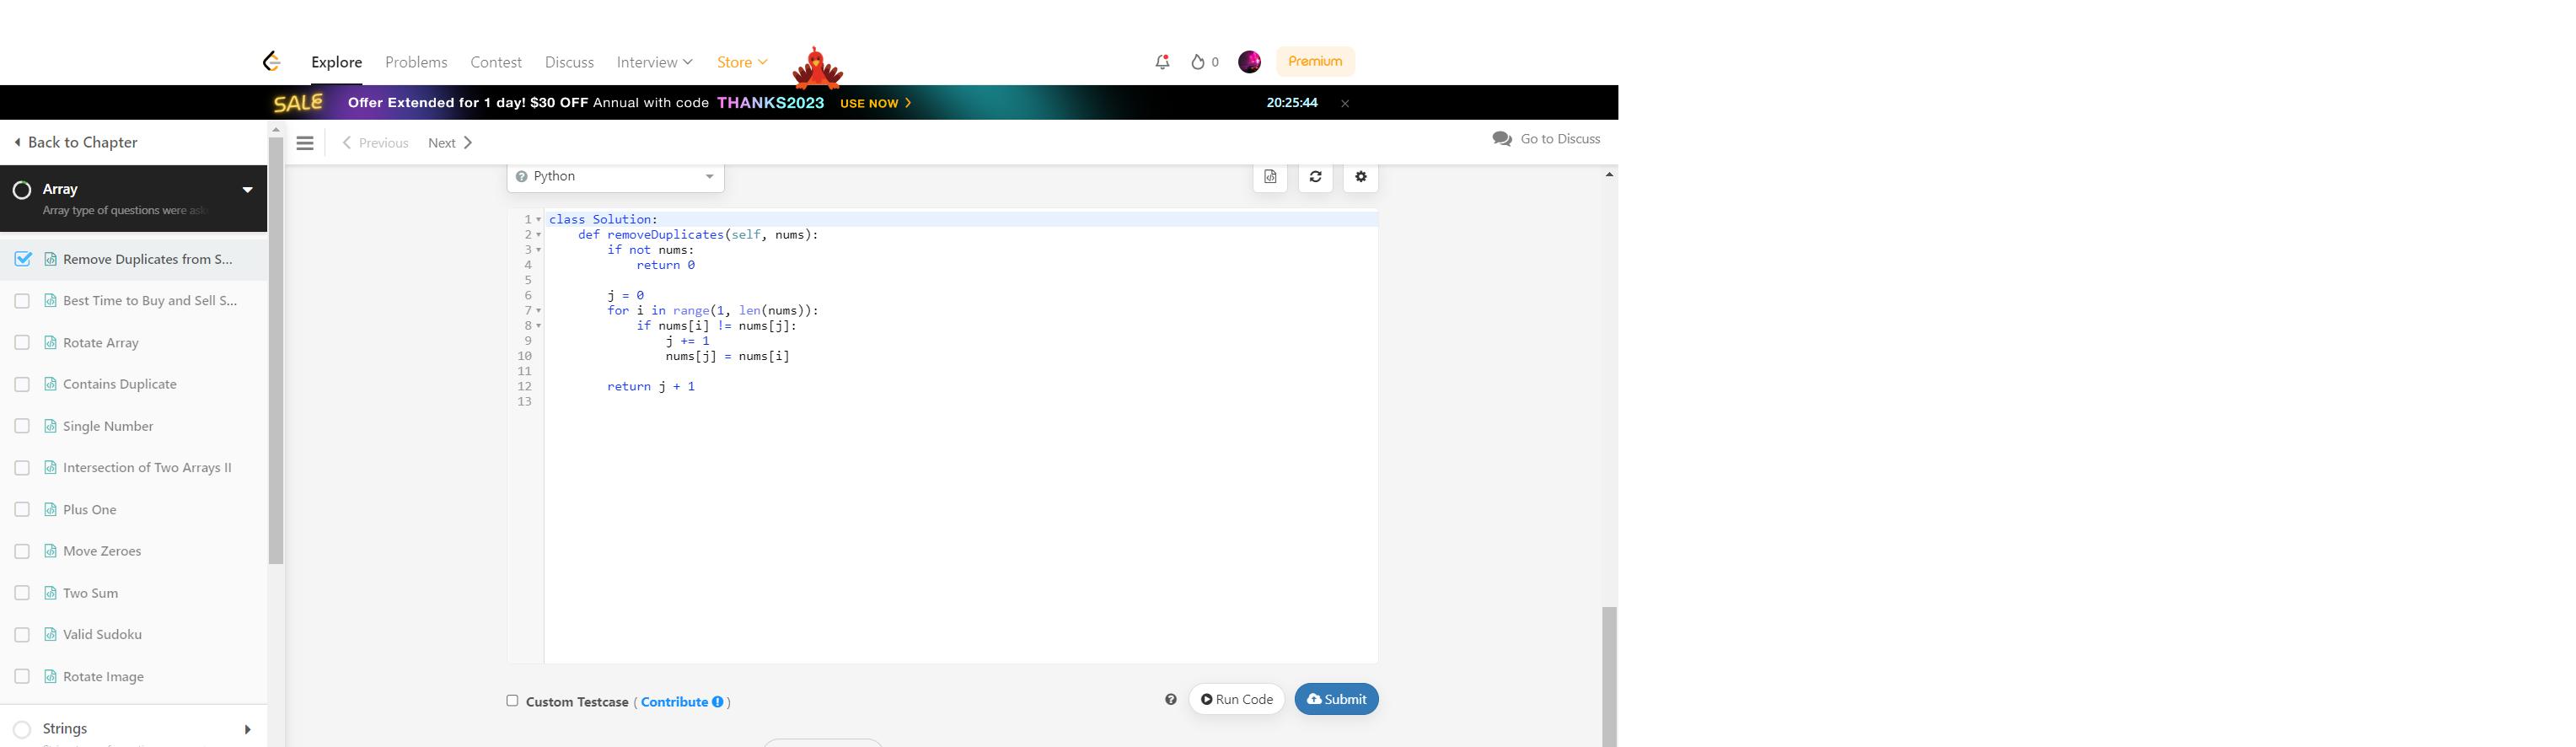 Explore Problems Contest Discuss Interview Store 0 Premium
SALE Offer Extended for 1 day! $30 OFF Annual with code THANKS2023 USE NOW 20:25:44
Back to Chapter
Previous Next Go to Discuss
Array
Array type of questions were ask
Remove Duplicates from S...
Best Time to Buy and Sell S...
Rotate Array
Contains Duplicate
Single Number
Intersection of Two Arrays II
Plus One
Move Zeroes
Two Sum
Valid Sudoku
Rotate Image
Strings
Python
1 class Solution:
2     def removeDuplicates(self, nums):
3         if not nums:
4             return 0
5
6         j = 0
7         for i in range(1, len(nums)):
8             if nums[i] != nums[j]:
9                 j += 1
10                 nums[j] = nums[i]
11
12         return j + 1
13
Custom Testcase ( Contribute ) Run Code Submit